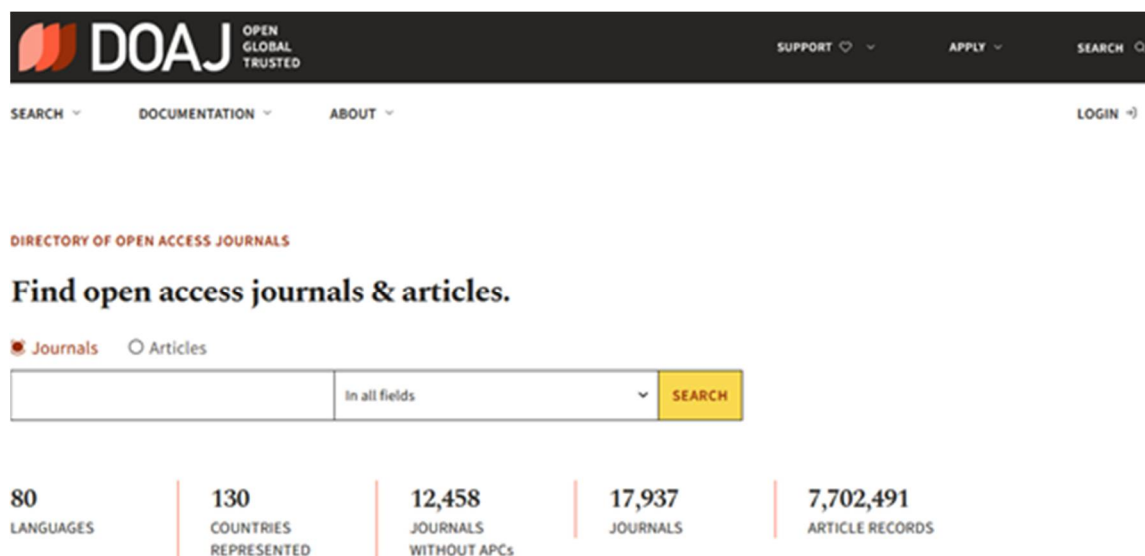 DOAJ
OPEN
GLOBAL
TRUSTED
SUPPORT
APPLY
SEARCH
SEARCH
DOCUMENTATION
ABOUT
LOGIN
DIRECTORY OF OPEN ACCESS JOURNALS
Find open access journals & articles.
Journals
Articles
In all fields
SEARCH
80
LANGUAGES
130
COUNTRIES
REPRESENTED
12,458
JOURNALS
WITHOUT APCs
17,937
JOURNALS
7,702,491
ARTICLE RECORDS